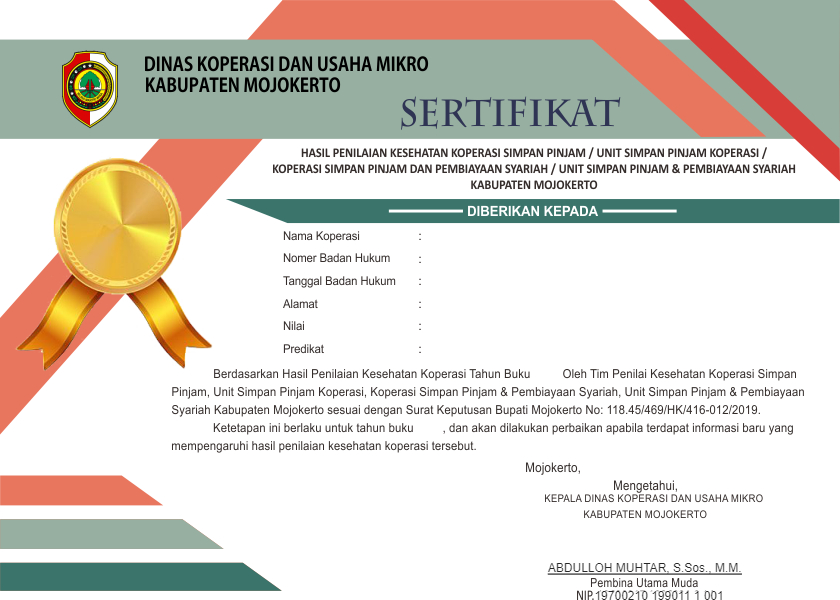 DINAS KOPERASI DAN USAHA MIKRO
KABUPATEN MOJOKERTO
SERTIFIKAT
HASIL PENILAIAN KESEHATAN KOPERASI SIMPAN PINJAM / UNIT SIMPAN PINJAM KOPERASI /
KOPERASI SIMPAN PINJAM DAN PEMBIAYAAN SYARIAH / UNIT SIMPAN PINJAM & PEMBIAYAAN SYARIAH
KABUPATEN MOJOKERTO
DIBERIKAN KEPADA
Nama Koperasi :
Nomer Badan Hukum :
Tanggal Badan Hukum :
Alamat :
Nilai :
Predikat :
Berdasarkan Hasil Penilaian Kesehatan Koperasi Tahun Buku Oleh Tim Penilai Kesehatan Koperasi Simpan
Pinjam, Unit Simpan Pinjam Koperasi, Koperasi Simpan Pinjam & Pembiayaan Syariah, Unit Simpan Pinjam & Pembiayaan
Syariah Kabupaten Mojokerto sesuai dengan Surat Keputusan Bupati Mojokerto No: 118.45/469/HK/416-012/2019.
Ketetapan ini berlaku untuk tahun buku , dan akan dilakukan perbaikan apabila terdapat informasi baru yang
mempengaruhi hasil penilaian kesehatan koperasi tersebut.
Mojokerto,
Mengetahui,
KEPALA DINAS KOPERASI DAN USAHA MIKRO
KABUPATEN MOJOKERTO
ABDULLOH MUHTAR, S.Sos., M.M.
Pembina Utama Muda
NIP.19700210 199011 1 001